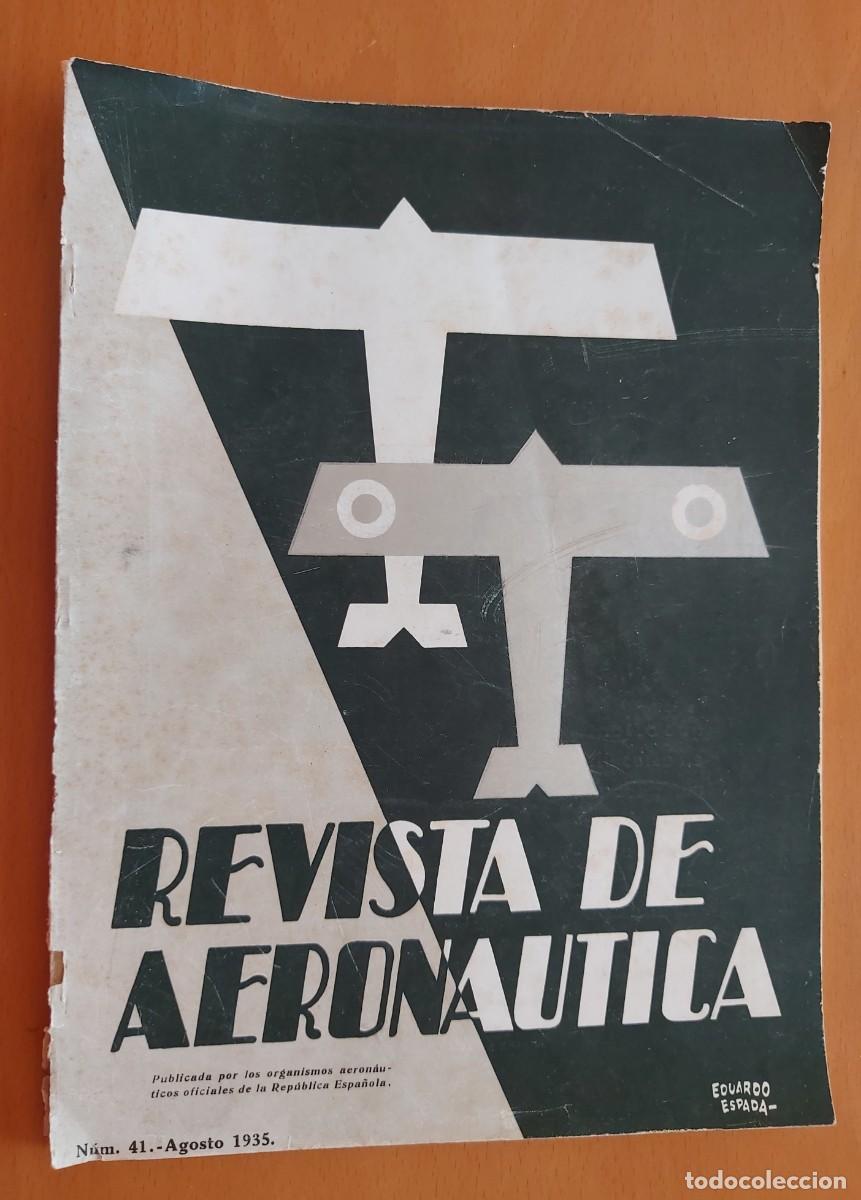 REVISTA DE
AERONAUTICA
Publicada por los organismos aeronáu-
ticos oficiales de la República Española.
EDUARDO
ESPADA-
Núm. 41.-Agosto 1935.
todocoleccion